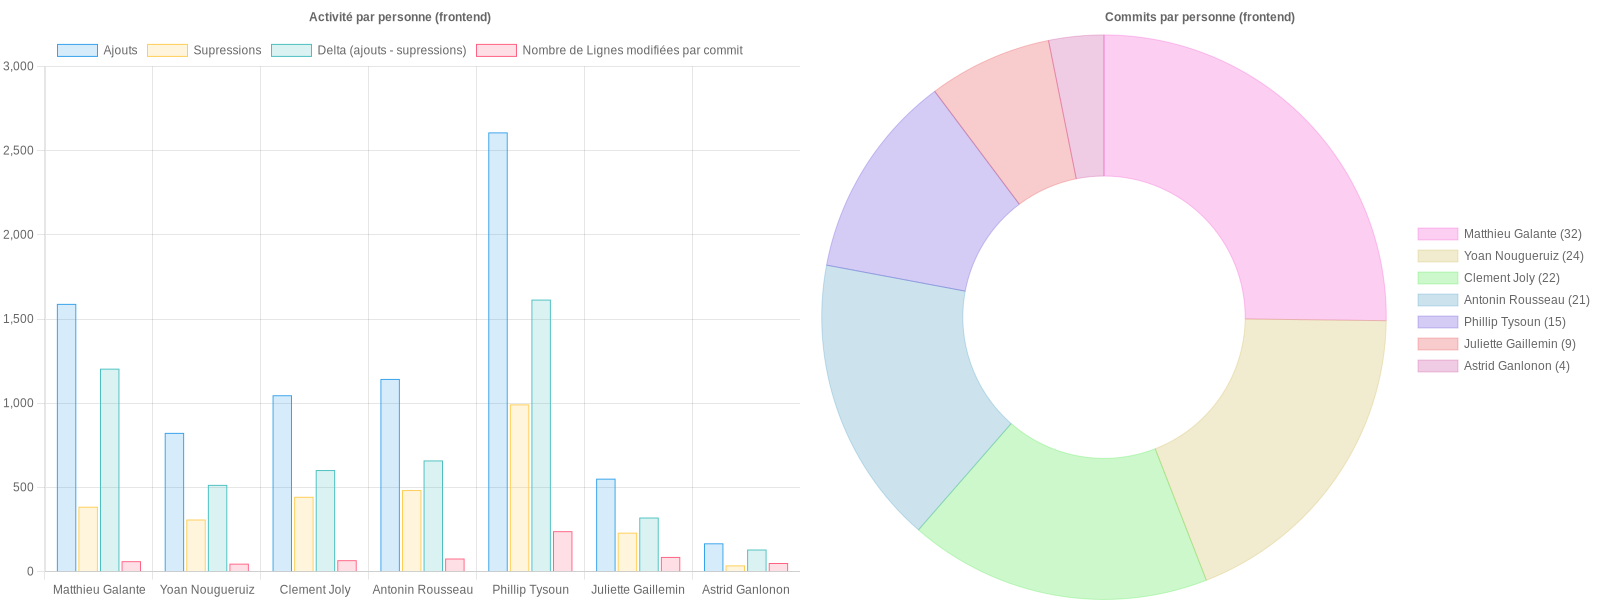 Activité par personne (frontend)
Ajouts Supressions Delta (ajouts - supressions) Nombre de Lignes modifiées par commit
3,000
2,500
2,000
1,500
1,000
500
0
Matthieu Galante Yoan Nougueruiz Clement Joly Antonin Rousseau Phillip Tysoun Juliette Gaillemin Astrid Ganlonon
Commits par personne (frontend)
Matthieu Galante (32)
Yoan Nougueruiz (24)
Clement Joly (22)
Antonin Rousseau (21)
Phillip Tysoun (15)
Juliette Gaillemin (9)
Astrid Ganlonon (4)